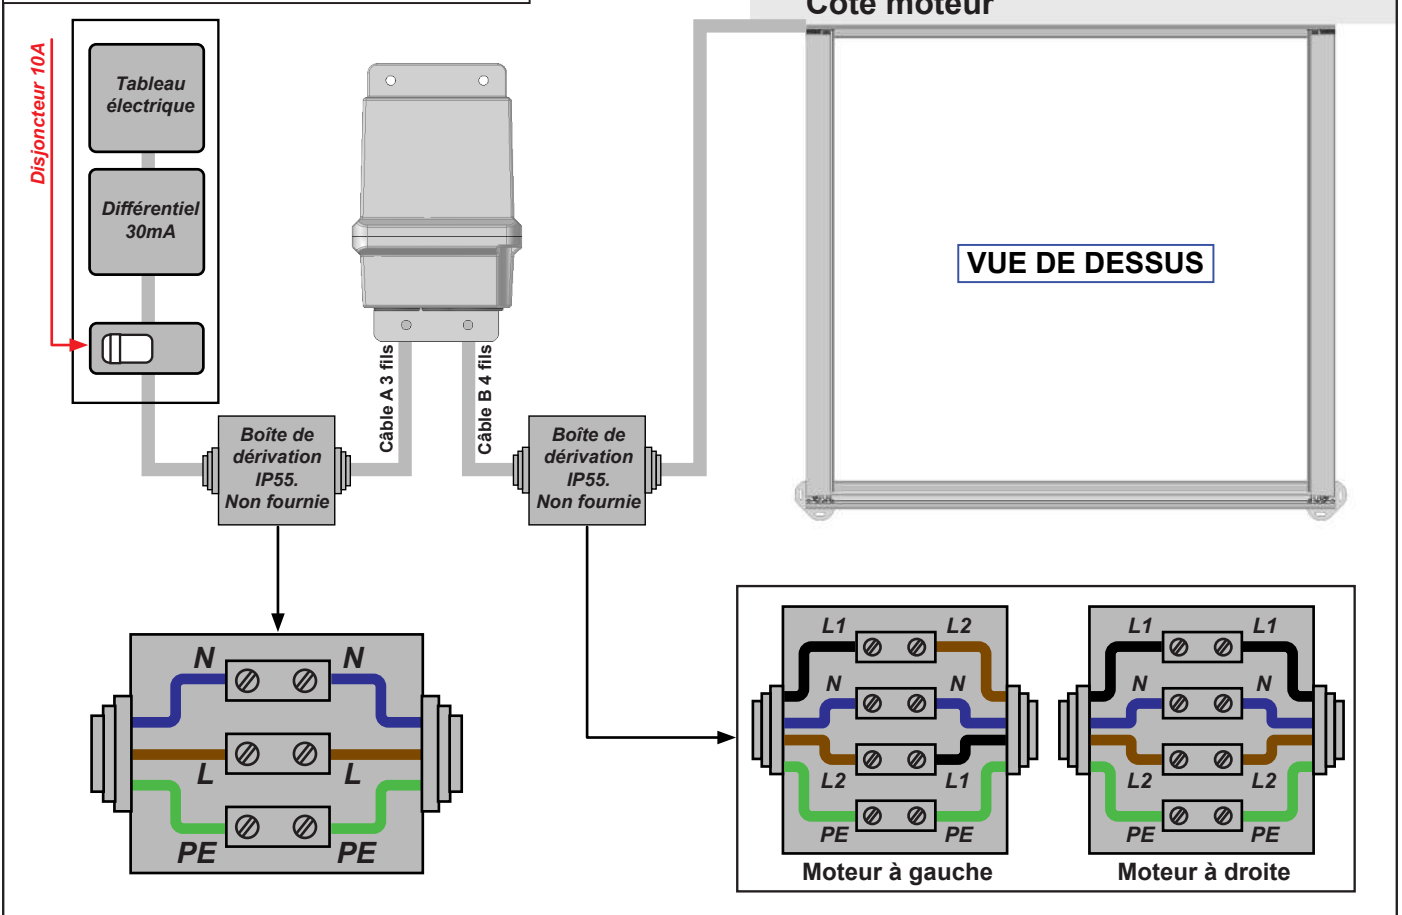 Côté moteur
Disjoncteur 10A
Tableau
électrique
Différentiel
30mA
VUE DE DESSUS
Câble A 3 fils
Câble B 4 fils
Boîte de
dérivation
IP55.
Non fournie
Boîte de
dérivation
IP55.
Non fournie
N N
L L
PE PE
L1 L2
N N
L2 L1
PE PE
Moteur à gauche
L1 L1
N N
L2 L2
PE PE
Moteur à droite